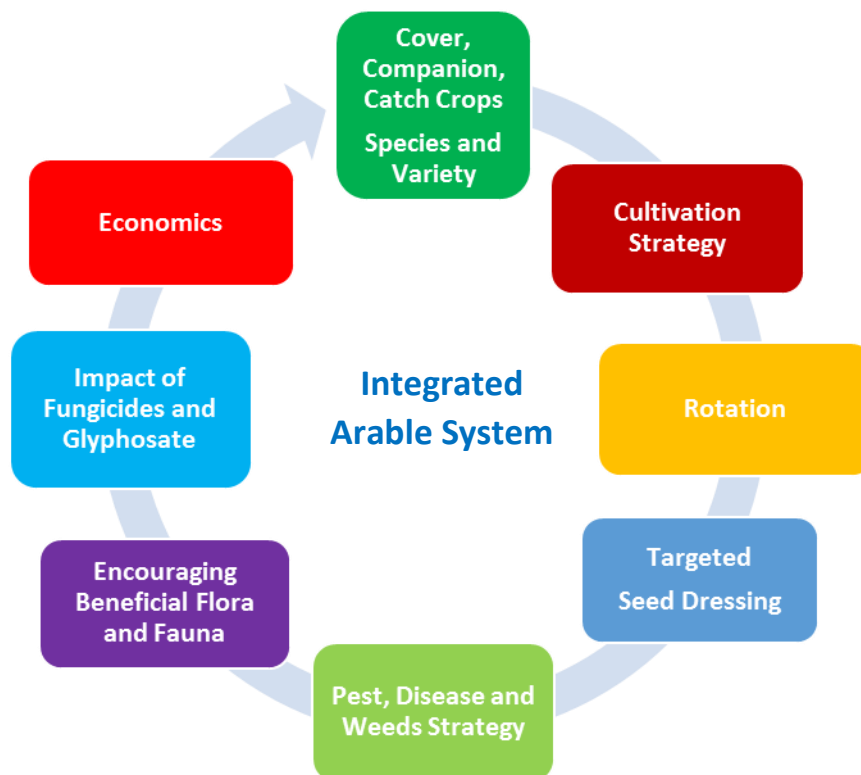 Cover,
Companion,
Catch Crops
Species and
Variety
Cultivation
Strategy
Rotation
Targeted
Seed Dressing
Pest, Disease and
Weeds Strategy
Encouraging
Beneficial Flora
and Fauna
Impact of
Fungicides and
Glyphosate
Economics
Integrated
Arable System